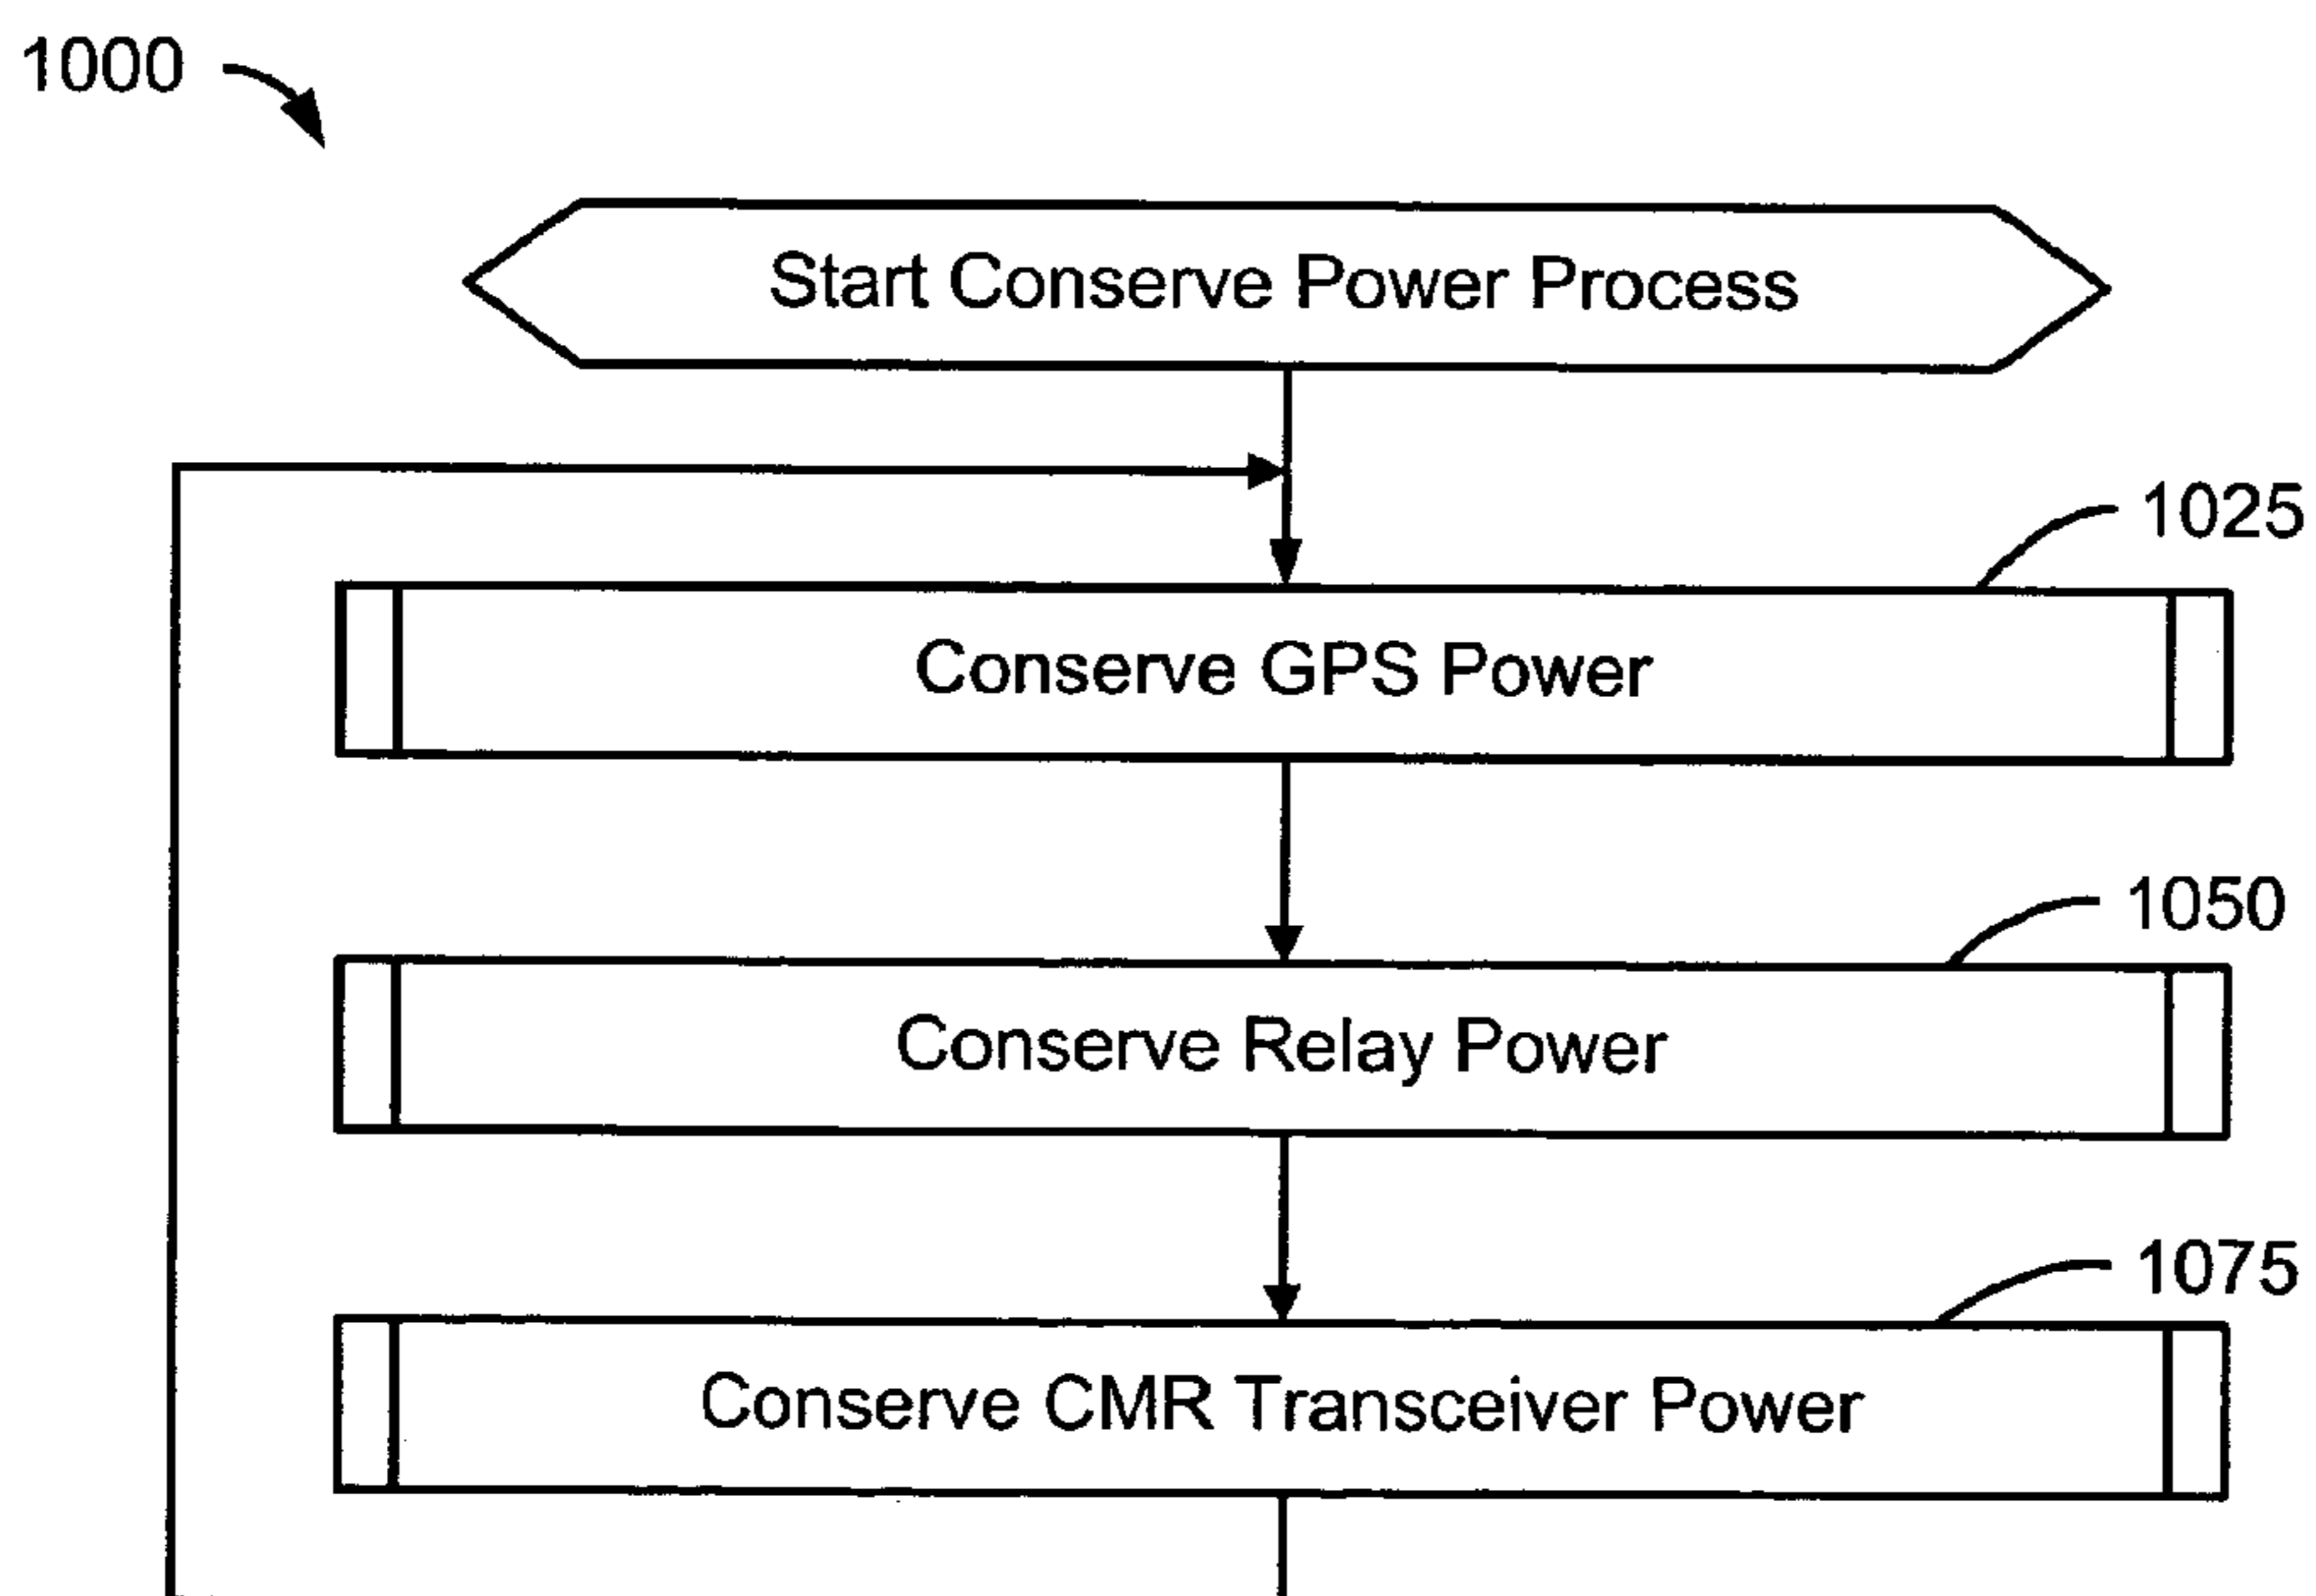 1000
Start Conserve Power Process
1025
Conserve GPS Power
1050
Conserve Relay Power
1075
Conserve CMR Transceiver Power